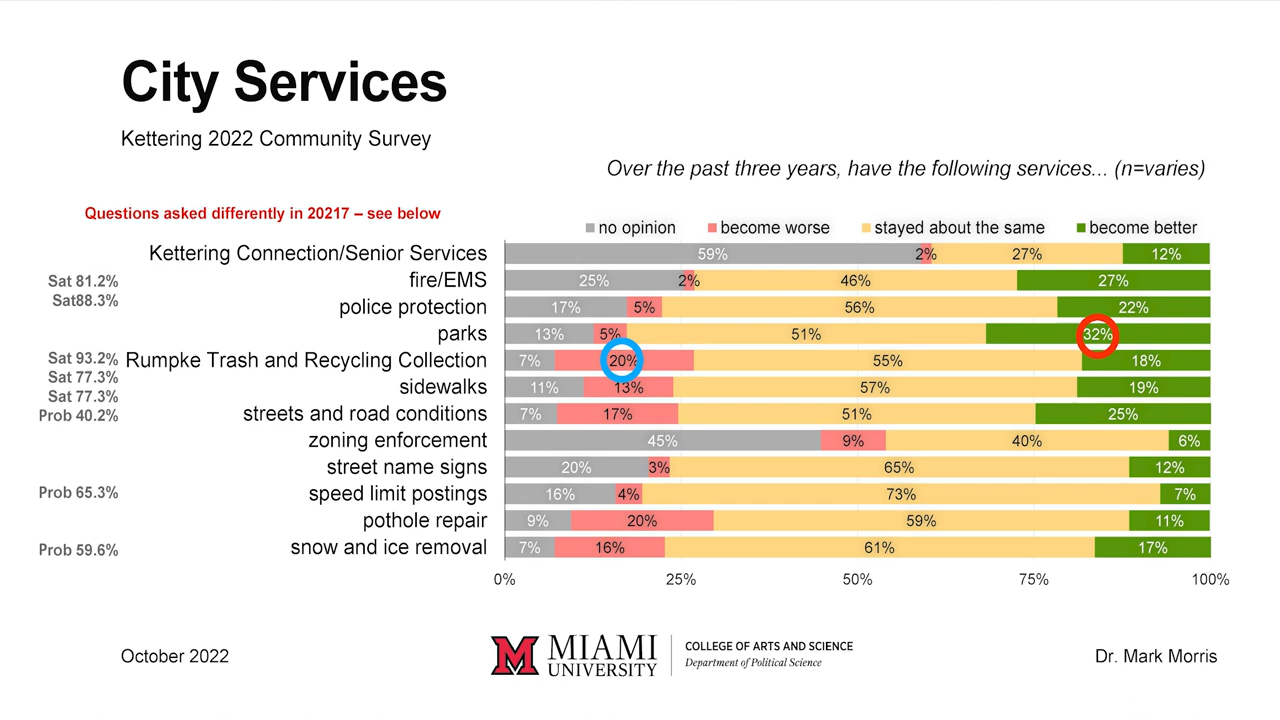 City Services
Kettering 2022 Community Survey
Over the past three years, have the following services... (n=varies)
Questions asked differently in 20217 – see below
no opinion become worse stayed about the same become better
Kettering Connection/Senior Services 59% 2% 27% 12%
Sat 81.2% fire/EMS 25% 2% 46% 27%
Sat88.3% police protection 17% 5% 56% 22%
parks 13% 5% 51% 32%
Sat 93.2% Rumpke Trash and Recycling Collection 7% 20% 55% 18%
Sat 77.3% sidewalks 11% 13% 57% 19%
Sat 77.3%
Prob 40.2% streets and road conditions 7% 17% 51% 25%
zoning enforcement 45% 9% 40% 6%
street name signs 20% 3% 65% 12%
Prob 65.3% speed limit postings 16% 4% 73% 7%
pothole repair 9% 20% 59% 11%
Prob 59.6% snow and ice removal 7% 16% 61% 17%
0% 25% 50% 75% 100%
October 2022
M MIAMI UNIVERSITY
COLLEGE OF ARTS AND SCIENCE
Department of Political Science
Dr. Mark Morris